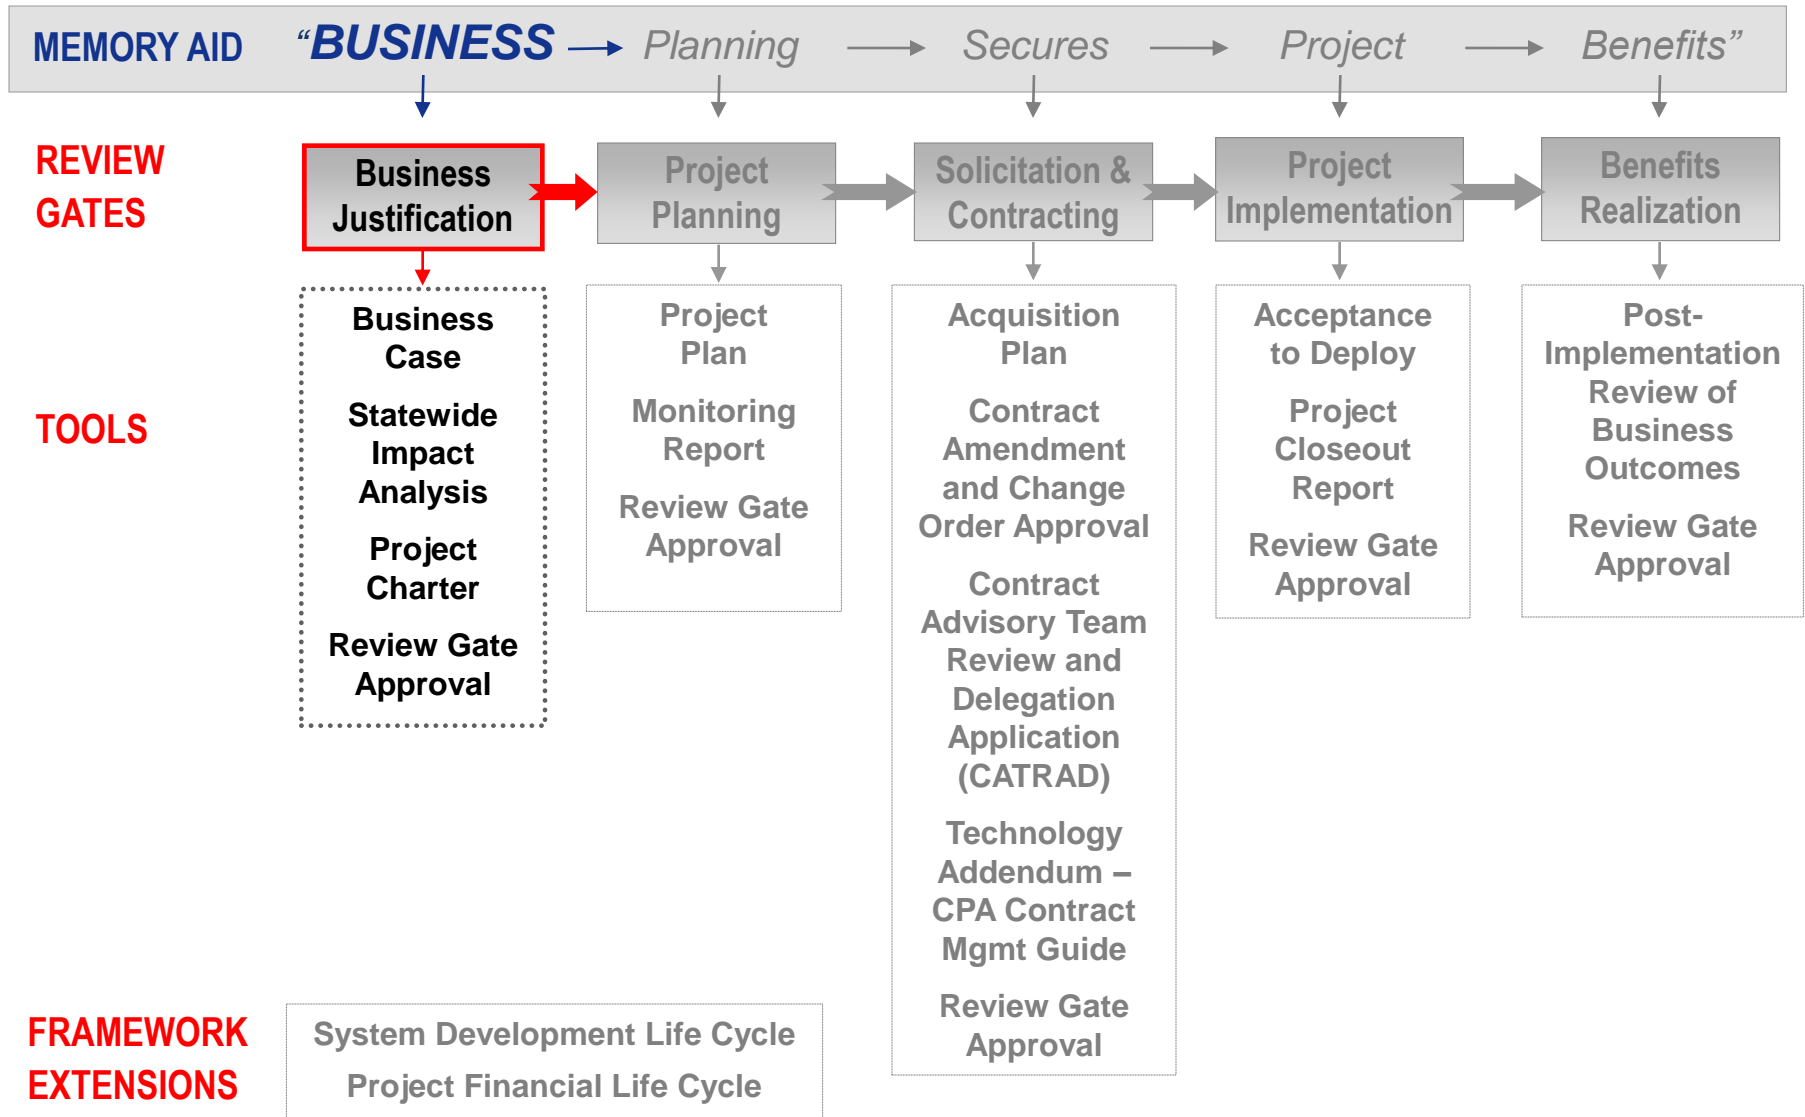 MEMORY AID “BUSINESS Planning Secures Project Benefits”
REVIEW
GATES
Business
Justification
Project
Planning
Solicitation &
Contracting
Project
Implementation
Benefits
Realization
TOOLS
Business
Case
Statewide
Impact
Analysis
Project
Charter
Review Gate
Approval
Project
Plan
Monitoring
Report
Review Gate
Approval
Acquisition
Plan
Contract
Amendment
and Change
Order Approval
Contract
Advisory Team
Review and
Delegation
Application
(CATRAD)
Technology
Addendum –
CPA Contract
Mgmt Guide
Review Gate
Approval
Acceptance
to Deploy
Project
Closeout
Report
Review Gate
Approval
Post-
Implementation
Review of
Business
Outcomes
Review Gate
Approval
FRAMEWORK
EXTENSIONS
System Development Life Cycle
Project Financial Life Cycle